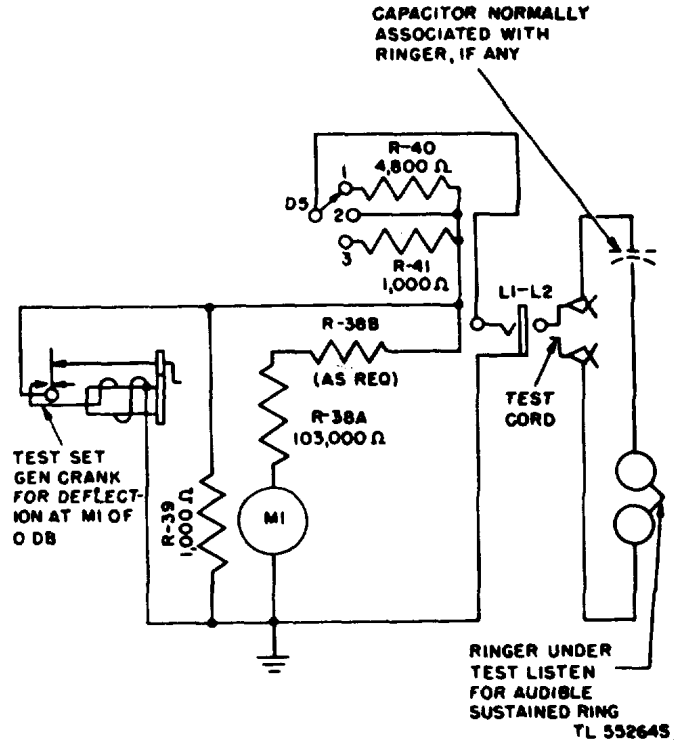 CAPACITOR NORMALLY
ASSOCIATED WITH
RINGER, IF ANY
R-40
4,800 Ω
1
D5
2
3
R-41
1,000 Ω
L1-L2
R-38B
(AS REQ)
TEST
CORD
R-38A
103,000 Ω
TEST SET
GEN CRANK
FOR DEFLECT-
ION AT M1 OF
0 DB
R-39
1,000 Ω
M1
RINGER UNDER
TEST LISTEN
FOR AUDIBLE
SUSTAINED RING
TL 55264S